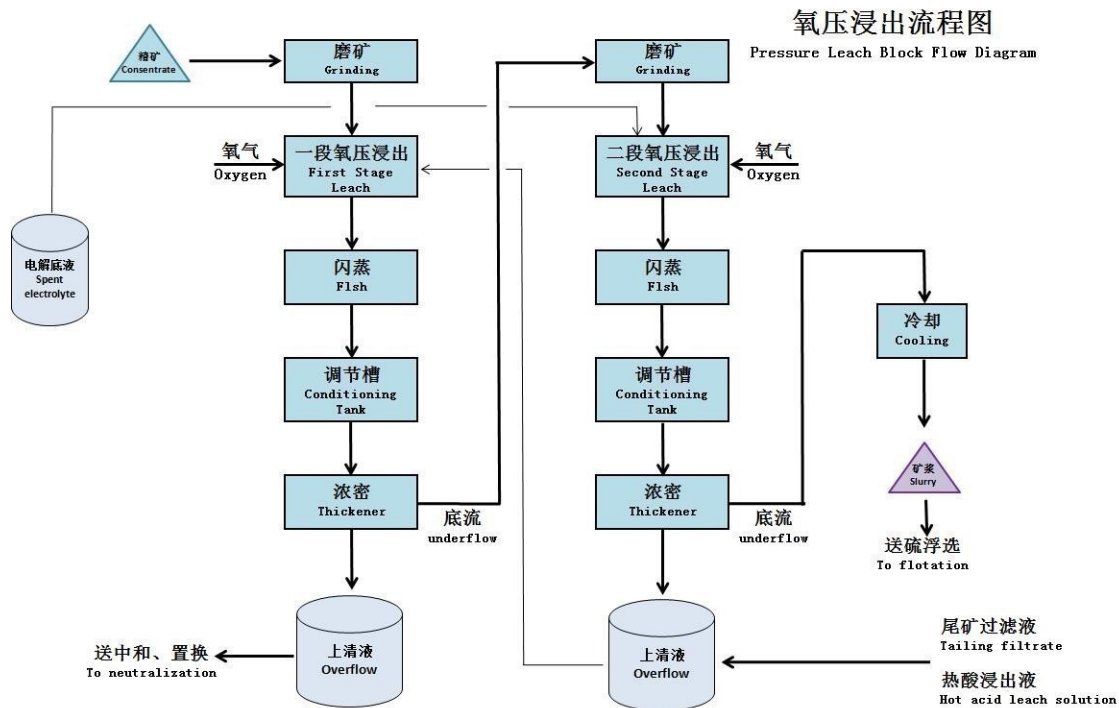 氧压浸出流程图
Pressure Leach Block Flow Diagram
精矿
Consentrate
磨矿
Grinding
磨矿
Grinding
氧气
Oxygen
一段氧压浸出
First Stage
Leach
二段氧压浸出
Second Stage
Leach
氧气
Oxygen
电解底液
Spent
electrolyte
闪蒸
Flsh
闪蒸
Flsh
冷却
Cooling
调节槽
Conditioning
Tank
调节槽
Conditioning
Tank
矿浆
Slurry
浓密
Thickener
底流
underflow
浓密
Thickener
底流
underflow
送硫浮选
To flotation
上清液
Overflow
送中和、置换
To neutralization
上清液
Overflow
尾矿过滤液
Tailing filtrate
热酸浸出液
Hot acid leach solution